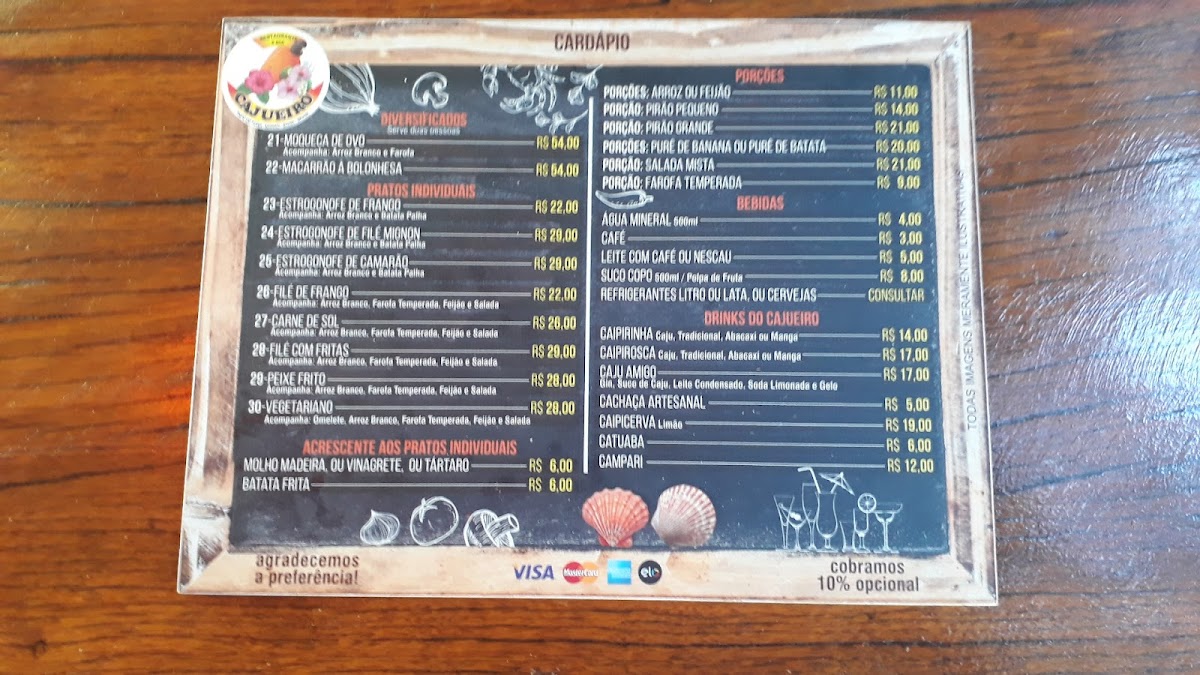 CARDÁPIO
RESTAURANTE
CAJUEIRO
DIVERSIFICADOS
Serve duas pessoas
21-MOQUECA DE OVO R$ 54,00
Acompanha: Arroz Branco e Farofa
22-MACARRÃO À BOLONHESA R$ 54,00
PRATOS INDIVIDUAIS
23-ESTROGONOFE DE FRANGO R$ 22,00
Acompanha: Arroz Branco e Batata Palha
24-ESTROGONOFE DE FILÉ MIGNON R$ 29,00
Acompanha: Arroz Branco e Batata Palha
25-ESTROGONOFE DE CAMARÃO R$ 29,00
Acompanha: Arroz Branco e Batata Palha
26-FILÉ DE FRANGO R$ 22,00
Acompanha: Arroz Branco, Farofa Temperada, Feijão e Salada
27-CARNE DE SOL R$ 26,00
Acompanha: Arroz Branco, Farofa Temperada, Feijão e Salada
28-FILÉ COM FRITAS R$ 29,00
Acompanha: Arroz Branco, Farofa Temperada, Feijão e Salada
29-PEIXE FRITO R$ 28,00
Acompanha: Arroz Branco, Farofa Temperada, Feijão e Salada
30-VEGETARIANO R$ 28,00
Acompanha: Omelete, Arroz Branco, Farofa Temperada, Feijão e Salada
ACRESCENTE AOS PRATOS INDIVIDUAIS
MOLHO MADEIRA, OU VINAGRETE, OU TÁRTARO R$ 6,00
BATATA FRITA R$ 6,00
PORÇÕES
PORÇÕES: ARROZ OU FEIJÃO R$ 11,00
PORÇÃO: PIRÃO PEQUENO R$ 14,00
PORÇÃO: PIRÃO GRANDE R$ 21,00
PORÇÕES: PURÊ DE BANANA OU PURÊ DE BATATA R$ 20,00
PORÇÃO: SALADA MISTA R$ 21,00
PORÇÃO: FAROFA TEMPERADA R$ 9,00
BEBIDAS
ÁGUA MINERAL 500ml R$ 4,00
CAFÉ R$ 3,00
LEITE COM CAFÉ OU NESCAU R$ 5,00
SUCO COPO 500ml / Polpa de Fruta R$ 8,00
REFRIGERANTES LITRO OU LATA, OU CERVEJAS CONSULTAR
DRINKS DO CAJUEIRO
CAIPIRINHA Caju, Tradicional, Abacaxi ou Manga R$ 14,00
CAIPIROSCA Caju, Tradicional, Abacaxi ou Manga R$ 17,00
CAJU AMIGO R$ 17,00
Gin, Suco de Caju, Leite Condensado, Soda Limonada e Gelo
CACHAÇA ARTESANAL R$ 5,00
CAIPICERVA Limão R$ 19,00
CATUABA R$ 6,00
CAMPARI R$ 12,00
TODAS IMAGENS MERAMENTE ILUSTRATIVAS
agradecemos
a preferência!
VISA MasterCard elo
cobramos
10% opcional